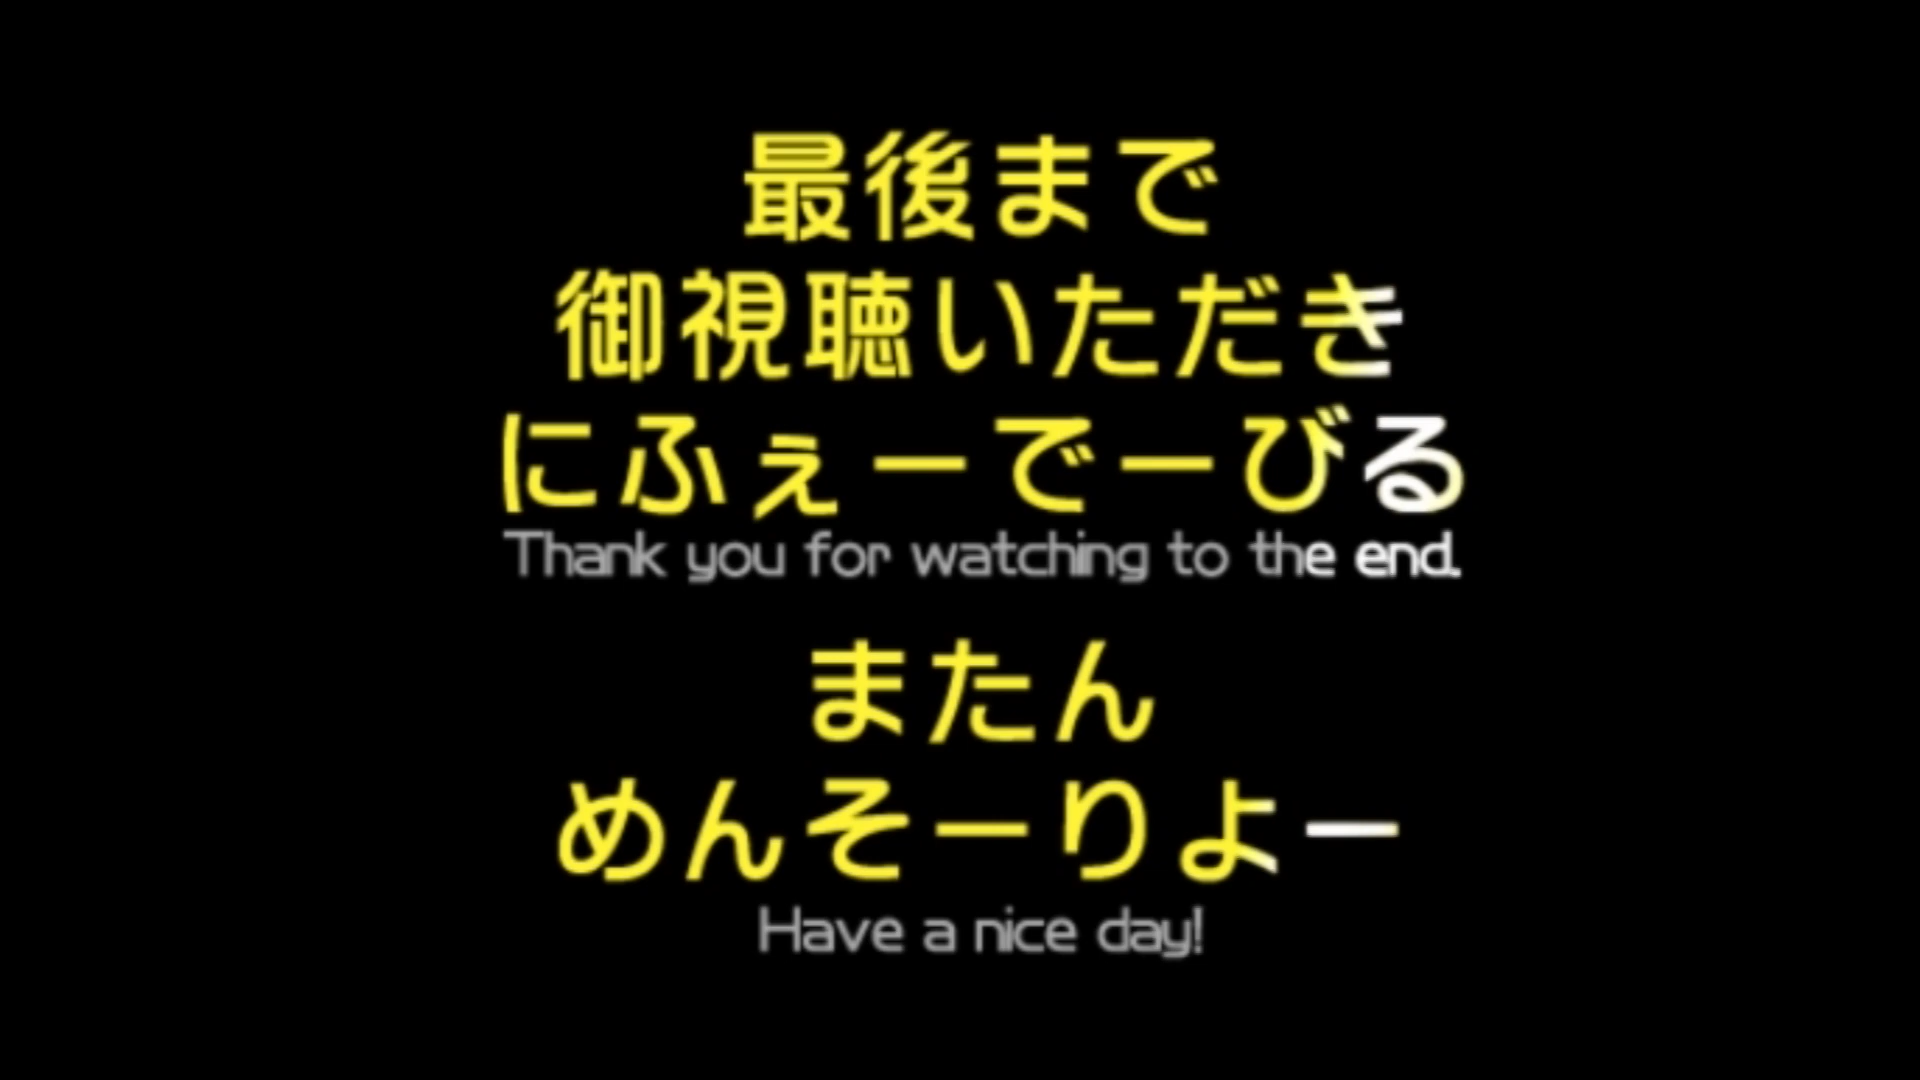 最後まで
御視聴いただき
にふぇーでーびる
Thank you for watching to the end.
またん
めんそーりよー
Have a nice day!